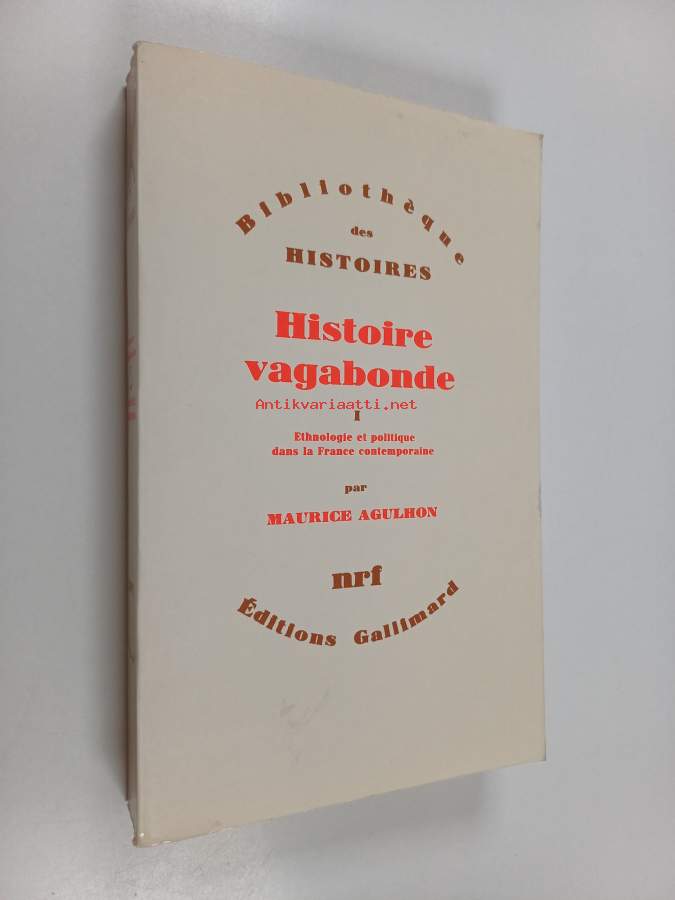 Bibliothèque
des
HISTOIRES
Histoire
vagabonde
Antikvariaatti.net
I
Ethnologie et politique
dans la France contemporaine
par
MAURICE AGULHON
nrf
Éditions Gallimard